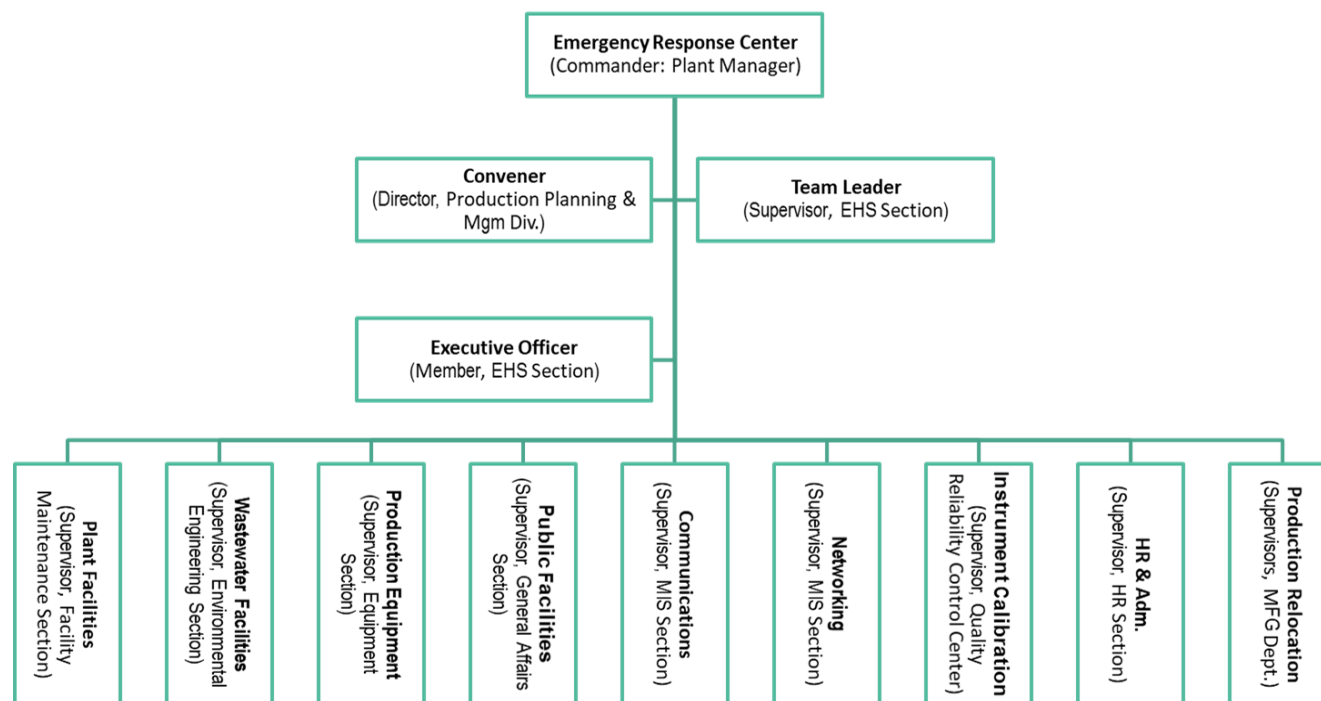 Emergency Response Center
(Commander: Plant Manager)
Convener
(Director, Production Planning &
Mgm Div.)
Team Leader
(Supervisor, EHS Section)
Executive Officer
(Member, EHS Section)
Plant Facilities
(Supervisor, Facility
Maintenance Section)
Wastewater Facilities
(Supervisor, Environmental
Engineering Section)
Production Equipment
(Supervisor, Equipment
Section)
Public Facilities
(Supervisor, General Affairs
Section)
Communications
(Supervisor, MIS Section)
Networking
(Supervisor, MIS Section)
Instrument Calibration
(Supervisor, Quality
Reliability Control Center)
HR & Adm.
(Supervisor, HR Section)
Production Relocation
(Supervisors, MFG Dept.)